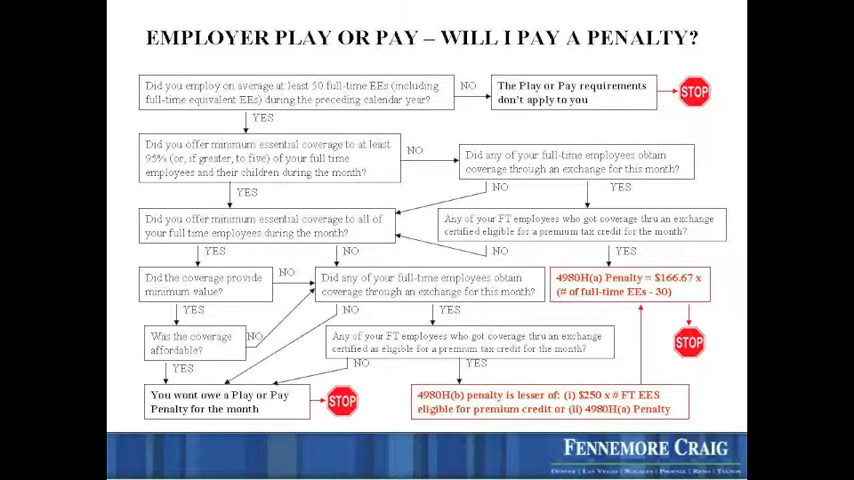 EMPLOYER PLAY OR PAY – WILL I PAY A PENALTY?
Did you employ on average at least 50 full-time EEs (including
full-time equivalent EEs) during the preceding calendar year?
NO
The Play or Pay requirements
don't apply to you
STOP
YES
Did you offer minimum essential coverage to at least
95% (or, if greater, to five) of your full time
employees and their children during the month?
NO
Did any of your full-time employees obtain
coverage through an exchange for this month?
YES
NO
YES
Did you offer minimum essential coverage to all of
your full time employees during the month?
Any of your FT employees who got coverage thru an exchange
certified eligible for a premium tax credit for the month?
YES
NO
NO
YES
Did the coverage provide
minimum value?
NO
Did any of your full-time employees obtain
coverage through an exchange for this month?
4980H(a) Penalty = $166.67 x
(# of full-time EEs - 30)
YES
NO
YES
Was the coverage
affordable?
NO
Any of your FT employees who got coverage thru an exchange
certified as eligible for a premium tax credit for the month?
STOP
YES
NO
YES
You wont owe a Play or Pay
Penalty for the month
STOP
4980H(b) penalty is lesser of: (i) $250 x # FT EES
eligible for premium credit or (ii) 4980H(a) Penalty
FENNEMORE CRAIG
DENVER | LAS VEGAS | NOGALES | PHOENIX | RENO | TUCSON